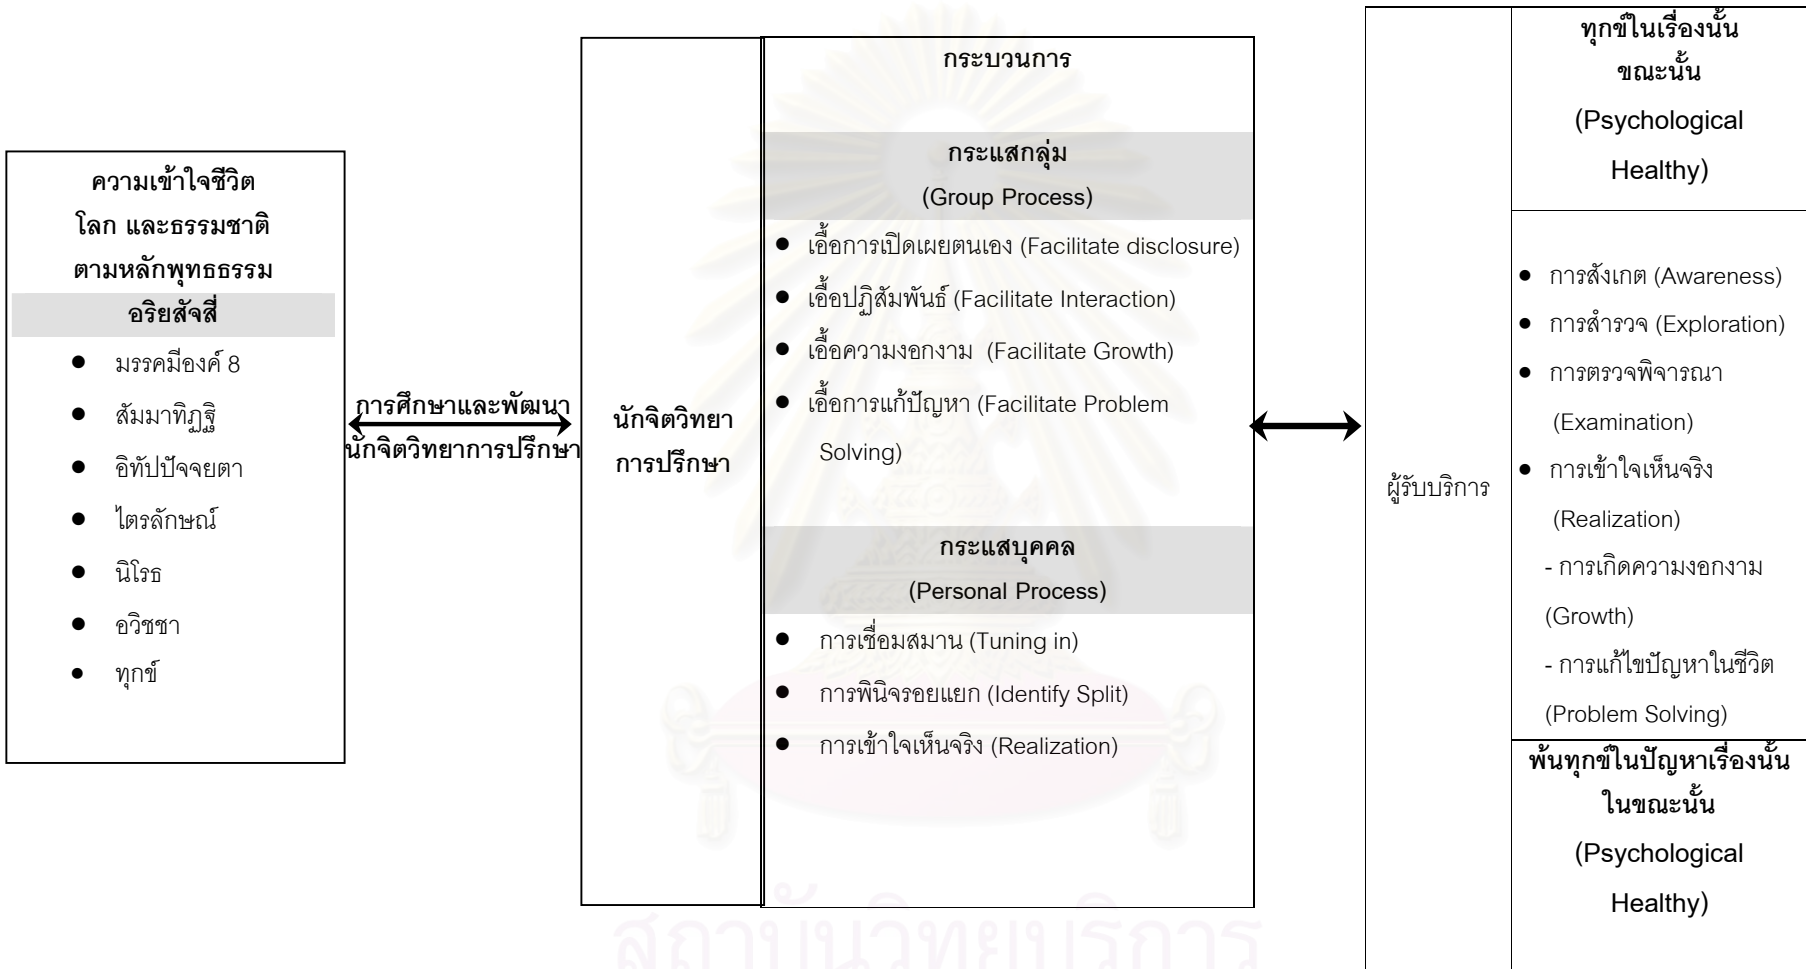 ความเข้าใจชีวิต
โลก และธรรมชาติ
ตามหลักพุทธธรรม
อริยสัจสี่
● มรรคมีองค์ 8
● สัมมาทิฏฐิ
● อิทัปปัจจยตา
● ไตรลักษณ์
● นิโรธ
● อวิชชา
● ทุกข์
การศึกษาและพัฒนา
นักจิตวิทยาการปรึกษา
นักจิตวิทยา
การปรึกษา
กระบวนการ
กระแสกลุ่ม
(Group Process)
● เอื้อการเปิดเผยตนเอง (Facilitate disclosure)
● เอื้อปฏิสัมพันธ์ (Facilitate Interaction)
● เอื้อความงอกงาม (Facilitate Growth)
● เอื้อการแก้ปัญหา (Facilitate Problem
Solving)
กระแสบุคคล
(Personal Process)
● การเชื่อมสมาน (Tuning in)
● การพินิจรอยแยก (Identify Split)
● การเข้าใจเห็นจริง (Realization)
ผู้รับบริการ
ทุกข์ในเรื่องนั้น
ขณะนั้น
(Psychological
Healthy)
● การสังเกต (Awareness)
● การสำรวจ (Exploration)
● การตรวจพิจารณา
(Examination)
● การเข้าใจเห็นจริง
(Realization)
- การเกิดความงอกงาม
(Growth)
- การแก้ไขปัญหาในชีวิต
(Problem Solving)
พ้นทุกข์ในปัญหาเรื่องนั้น
ในขณะนั้น
(Psychological
Healthy)
สถาบันวิทยบริการ